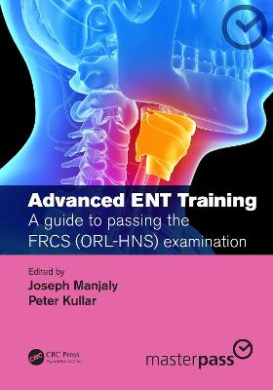 Advanced ENT Training
A guide to passing the
FRCS (ORL-HNS) examination
Edited by
Joseph Manjaly
Peter Kullar
CRC
CRC Press
masterpass